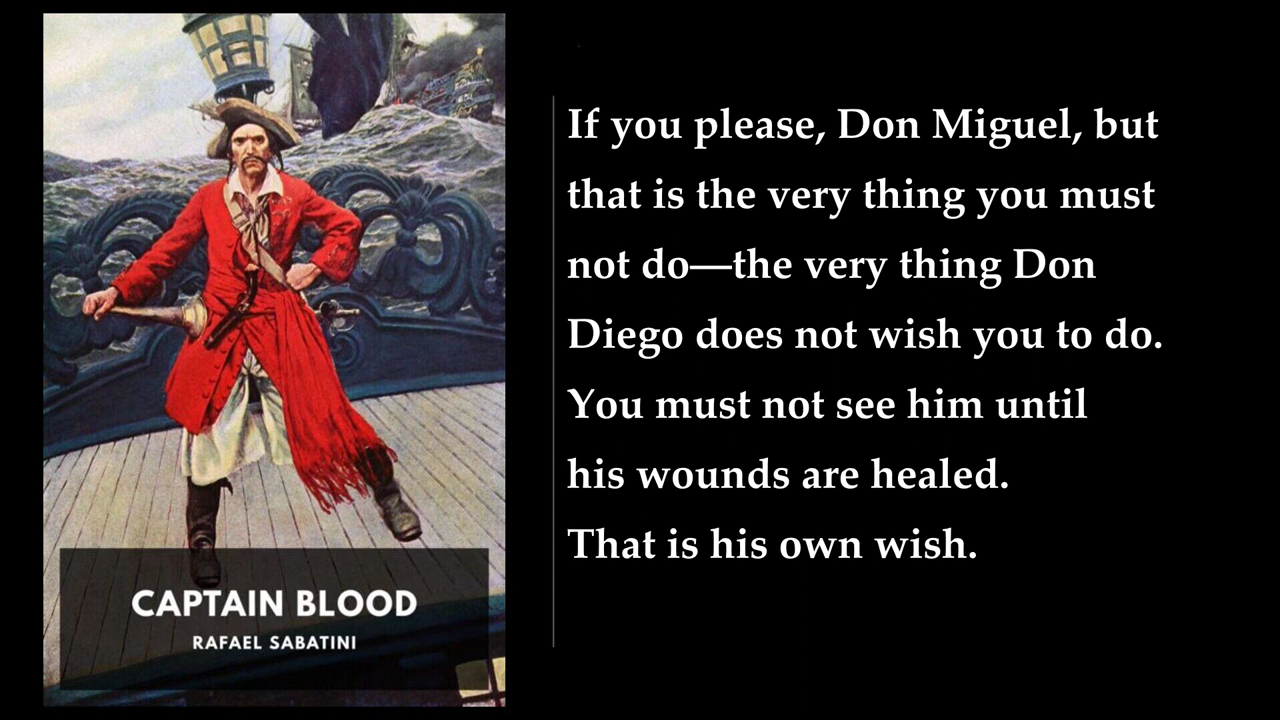 If you please, Don Miguel, but
that is the very thing you must
not do—the very thing Don
Diego does not wish you to do.
You must not see him until
his wounds are healed.
That is his own wish.
CAPTAIN BLOOD
RAFAEL SABATINI